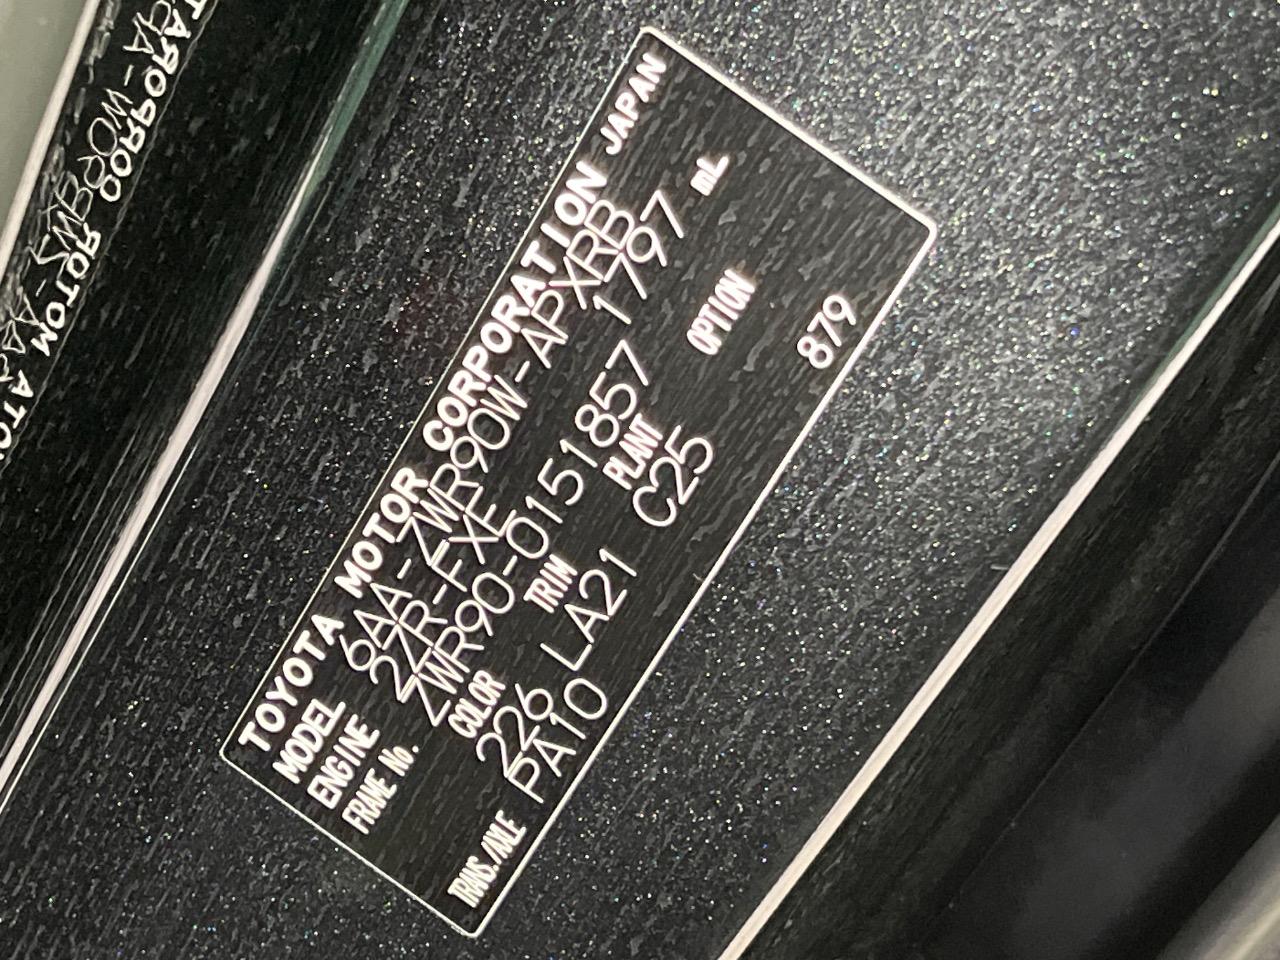 TOYOTA MOTOR CORPORATION JAPAN
MODEL 6AA-ZWR90W-APXRB
ENGINE 2ZR-FXE 1797 mL
FRAME No. ZWR90-0151857
COLOR TRIM PLANT OPTION
226 LA21 C25
TRANS./AXLE PA10 879